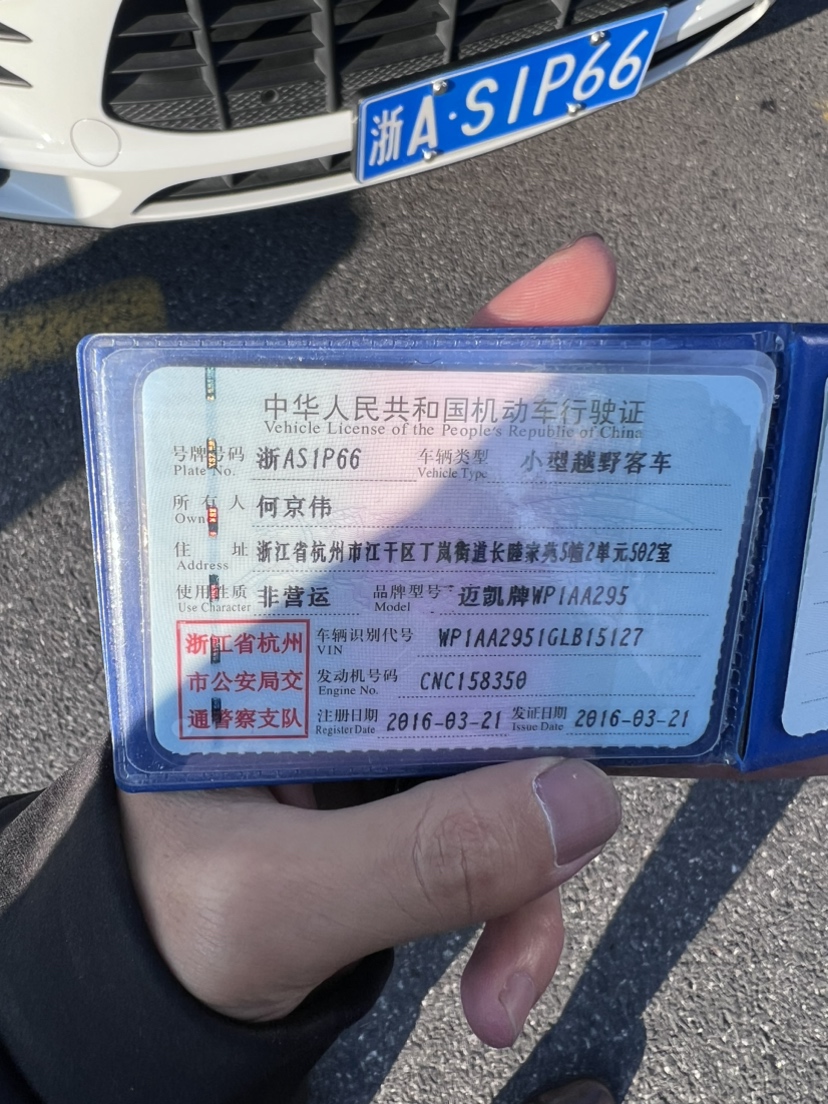 浙A·S1P66
中华人民共和国机动车行驶证
Vehicle License of the People's Republic of China
号牌号码 Plate No. 浙AS1P66 车辆类型 Vehicle Type 小型越野客车
所有人 Owner 何京伟
住址 Address 浙江省杭州市江干区丁岚街道长睦家苑5幢2单元502室
使用性质 Use Character 非营运 品牌型号 Model 迈凯牌WP1AA295
浙江省杭州 车辆识别代号 VIN WP1AA2951GLB15127
市公安局交 发动机号码 Engine No. CNC158350
通警察支队 注册日期 Register Date 2016-03-21 发证日期 Issue Date 2016-03-21